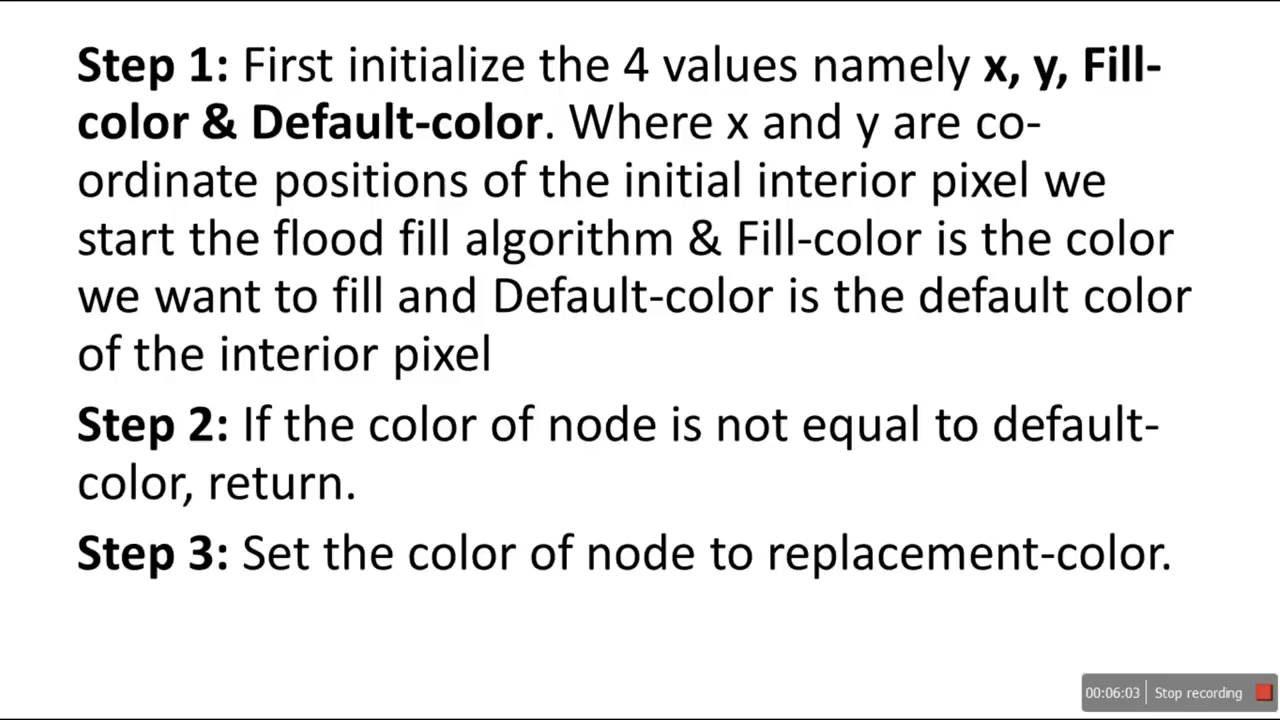 Step 1: First initialize the 4 values namely x, y, Fill-
color & Default-color. Where x and y are co-
ordinate positions of the initial interior pixel we
start the flood fill algorithm & Fill-color is the color
we want to fill and Default-color is the default color
of the interior pixel
Step 2: If the color of node is not equal to default-
color, return.
Step 3: Set the color of node to replacement-color.
00:06:03 Stop recording